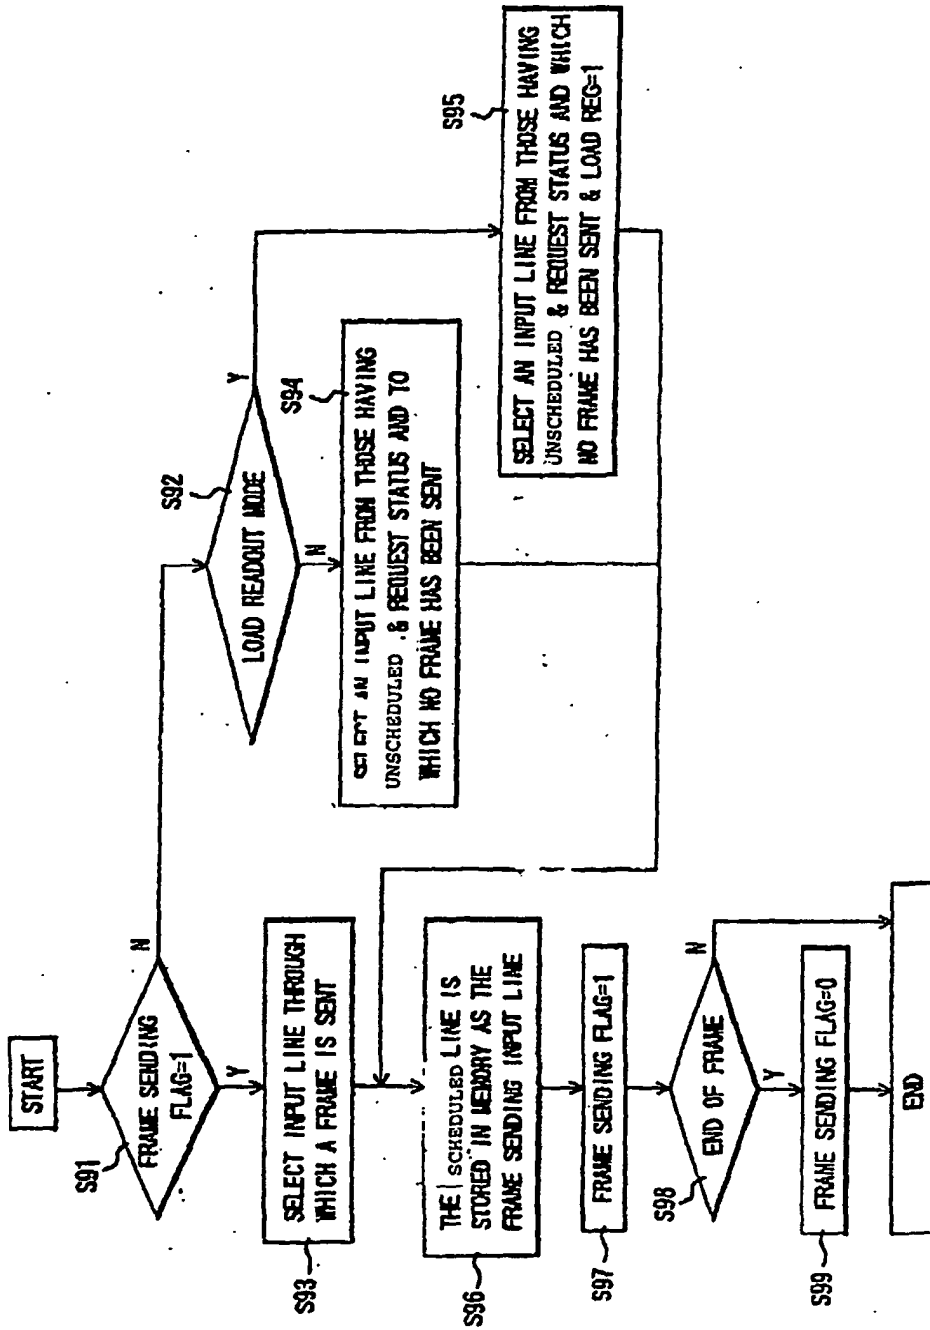 START
S91
FRAME SENDING
FLAG=1
N
Y
S92
LOAD READOUT MODE
Y
N
S93
SELECT INPUT LINE THROUGH
WHICH A FRAME IS SENT
S94
SELECT AN INPUT LINE FROM THOSE HAVING
UNSCHEDULED & REQUEST STATUS AND TO
WHICH NO FRAME HAS BEEN SENT
S95
SELECT AN INPUT LINE FROM THOSE HAVING
UNSCHEDULED & REQUEST STATUS AND WHICH
NO FRAME HAS BEEN SENT & LOAD REG=1
S96
THE SCHEDULED LINE IS
STORED IN MEMORY AS THE
FRAME SENDING INPUT LINE
S97
FRAME SENDING FLAG=1
S98
END OF FRAME
N
Y
S99
FRAME SENDING FLAG=0
END